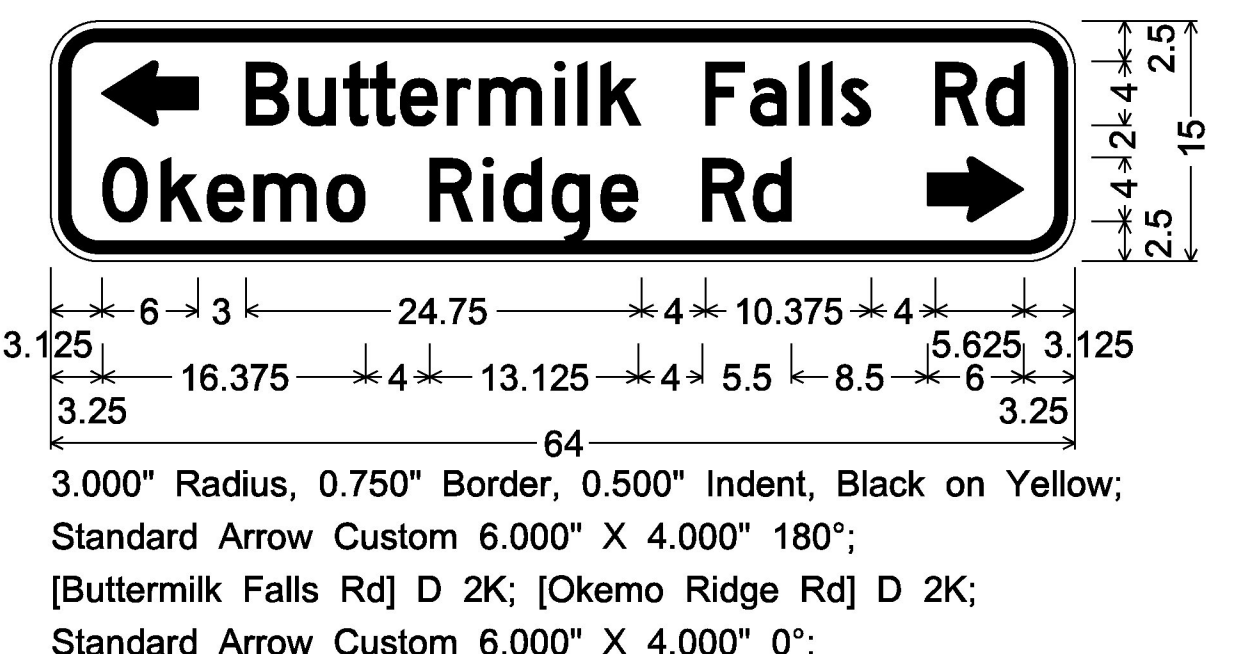 Buttermilk Falls Rd
Okemo Ridge Rd
2.5
4
2
4
2.5
15
6 3 24.75 4 10.375 4
3.125 5.625 3.125
16.375 4 13.125 4 5.5 8.5 6
3.25 3.25
64
3.000" Radius, 0.750" Border, 0.500" Indent, Black on Yellow;
Standard Arrow Custom 6.000" X 4.000" 180°;
[Buttermilk Falls Rd] D 2K; [Okemo Ridge Rd] D 2K;
Standard Arrow Custom 6.000" X 4.000" 0°;